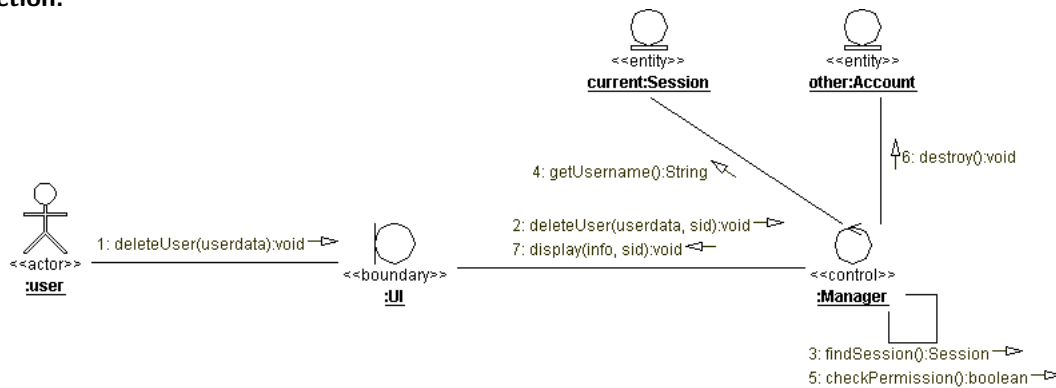 ction:
<<entity>>
current:Session
<<entity>>
other:Account
4: getUsername():String
6: destroy():void
1: deleteUser(userdata):void
2: deleteUser(userdata, sid):void
7: display(info, sid):void
<<actor>>
:user
<<boundary>>
:UI
<<control>>
:Manager
3: findSession():Session
5: checkPermission():boolean